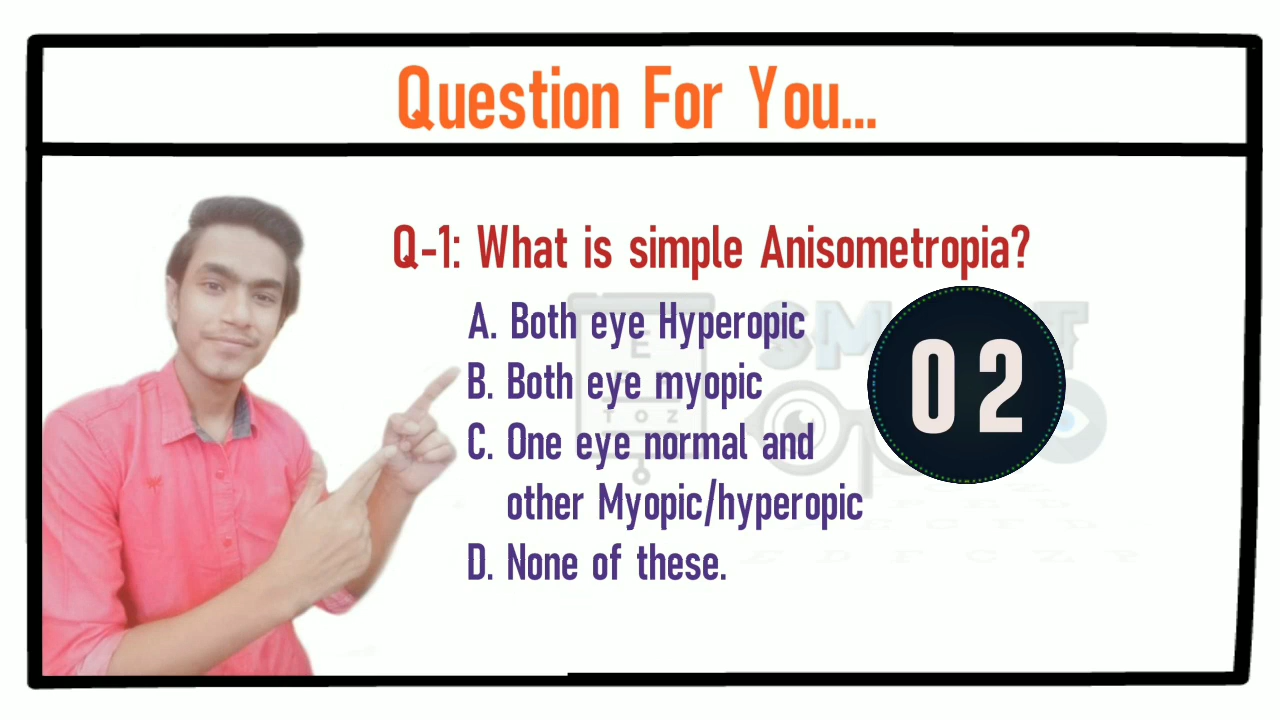 Question For You...
Q-1: What is simple Anisometropia?
A. Both eye Hyperopic
B. Both eye myopic
C. One eye normal and
other Myopic/hyperopic
D. None of these.
02
E
T O Z